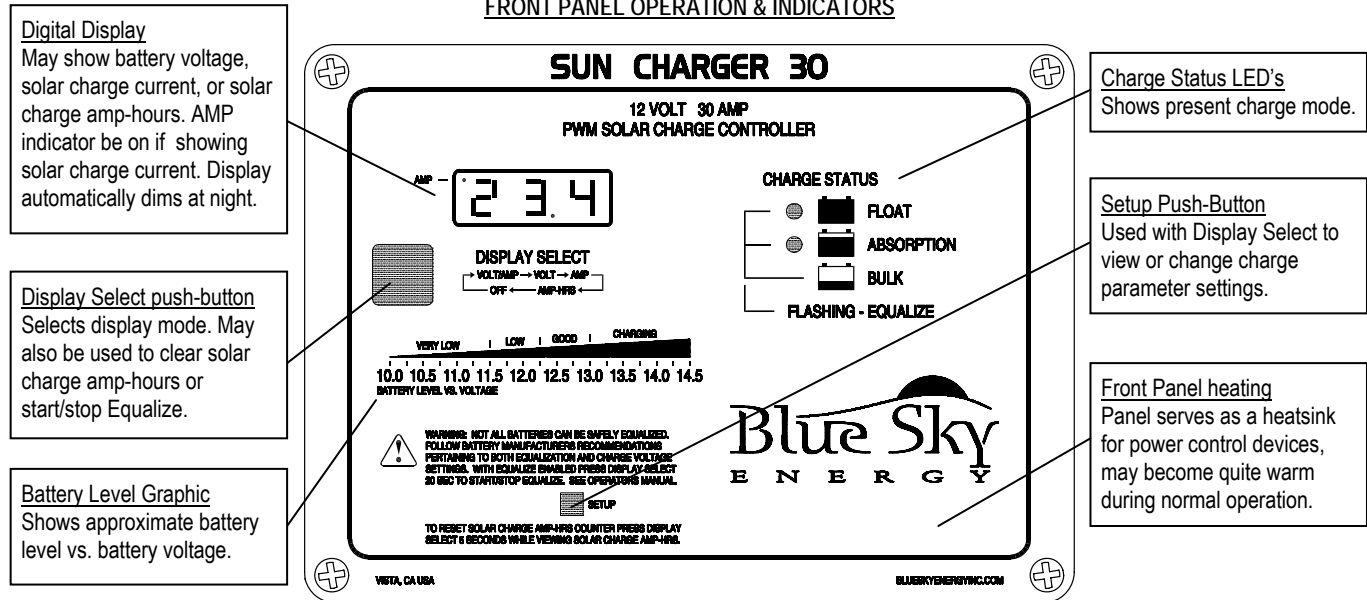 FRONT PANEL OPERATION & INDICATORS
Digital Display
May show battery voltage,
solar charge current, or solar
charge amp-hours. AMP
indicator be on if showing
solar charge current. Display
automatically dims at night.
Display Select push-button
Selects display mode. May
also be used to clear solar
charge amp-hours or
start/stop Equalize.
Battery Level Graphic
Shows approximate battery
level vs. battery voltage.
SUN CHARGER 30
12 VOLT 30 AMP
PWM SOLAR CHARGE CONTROLLER
AMP
23.4
DISPLAY SELECT
VOLT/AMP VOLT AMP
OFF AMP-HRS
CHARGE STATUS
FLOAT
ABSORPTION
BULK
FLASHING - EQUALIZE
VERY LOW LOW GOOD CHARGING
10.0 10.5 11.0 11.5 12.0 12.5 13.0 13.5 14.0 14.5
BATTERY LEVEL VS. VOLTAGE
WARNING: NOT ALL BATTERIES CAN BE SAFELY EQUALIZED.
FOLLOW BATTERY MANUFACTURERS RECOMMENDATIONS
PERTAINING TO BOTH EQUALIZATION AND CHARGE VOLTAGE
SETTINGS. WITH EQUALIZE ENABLED PRESS DISPLAY SELECT
20 SEC TO START/STOP EQUALIZE. SEE OPERATORS MANUAL.
SETUP
TO RESET SOLAR CHARGE AMP-HRS COUNTER PRESS DISPLAY
SELECT 5 SECONDS WHILE VIEWING SOLAR CHARGE AMP-HRS.
Blue Sky
ENERGY
VISTA, CA USA
BLUESKYENERGYINC.COM
Charge Status LED's
Shows present charge mode.
Setup Push-Button
Used with Display Select to
view or change charge
parameter settings.
Front Panel heating
Panel serves as a heatsink
for power control devices,
may become quite warm
during normal operation.